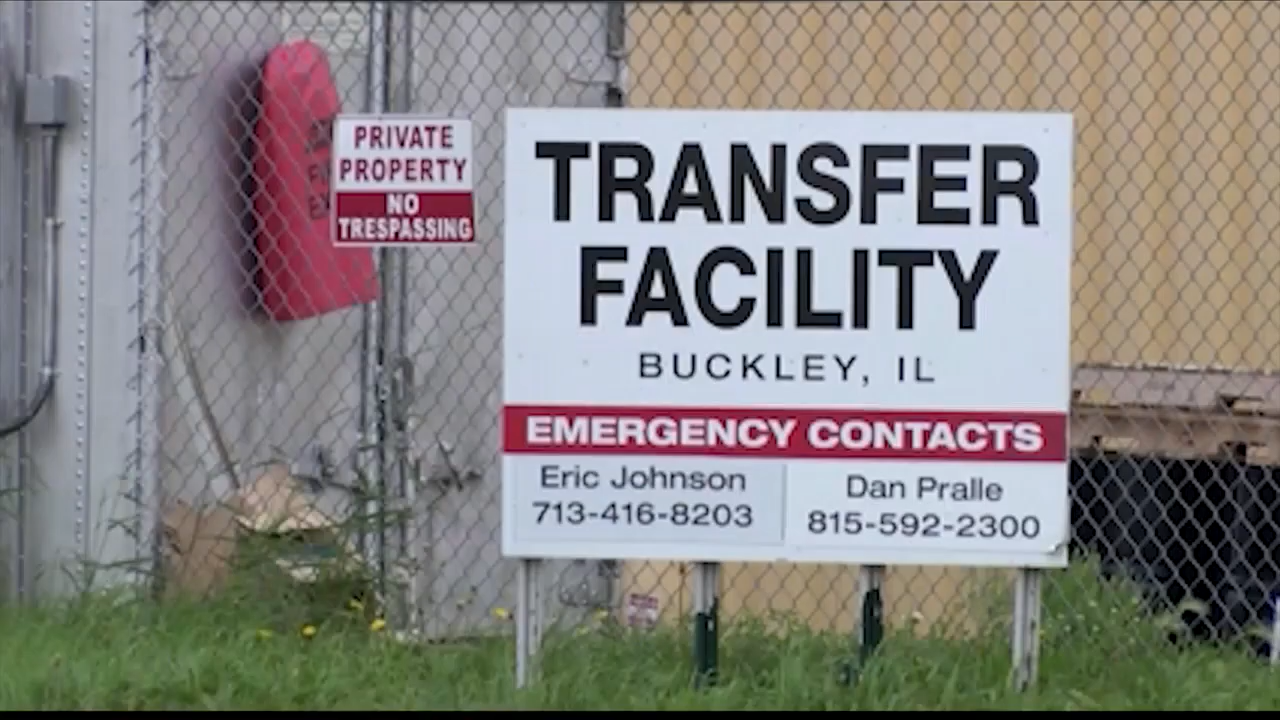 PRIVATE
PROPERTY
NO
TRESPASSING
TRANSFER
FACILITY
BUCKLEY, IL
EMERGENCY CONTACTS
Eric Johnson
713-416-8203
Dan Pralle
815-592-2300